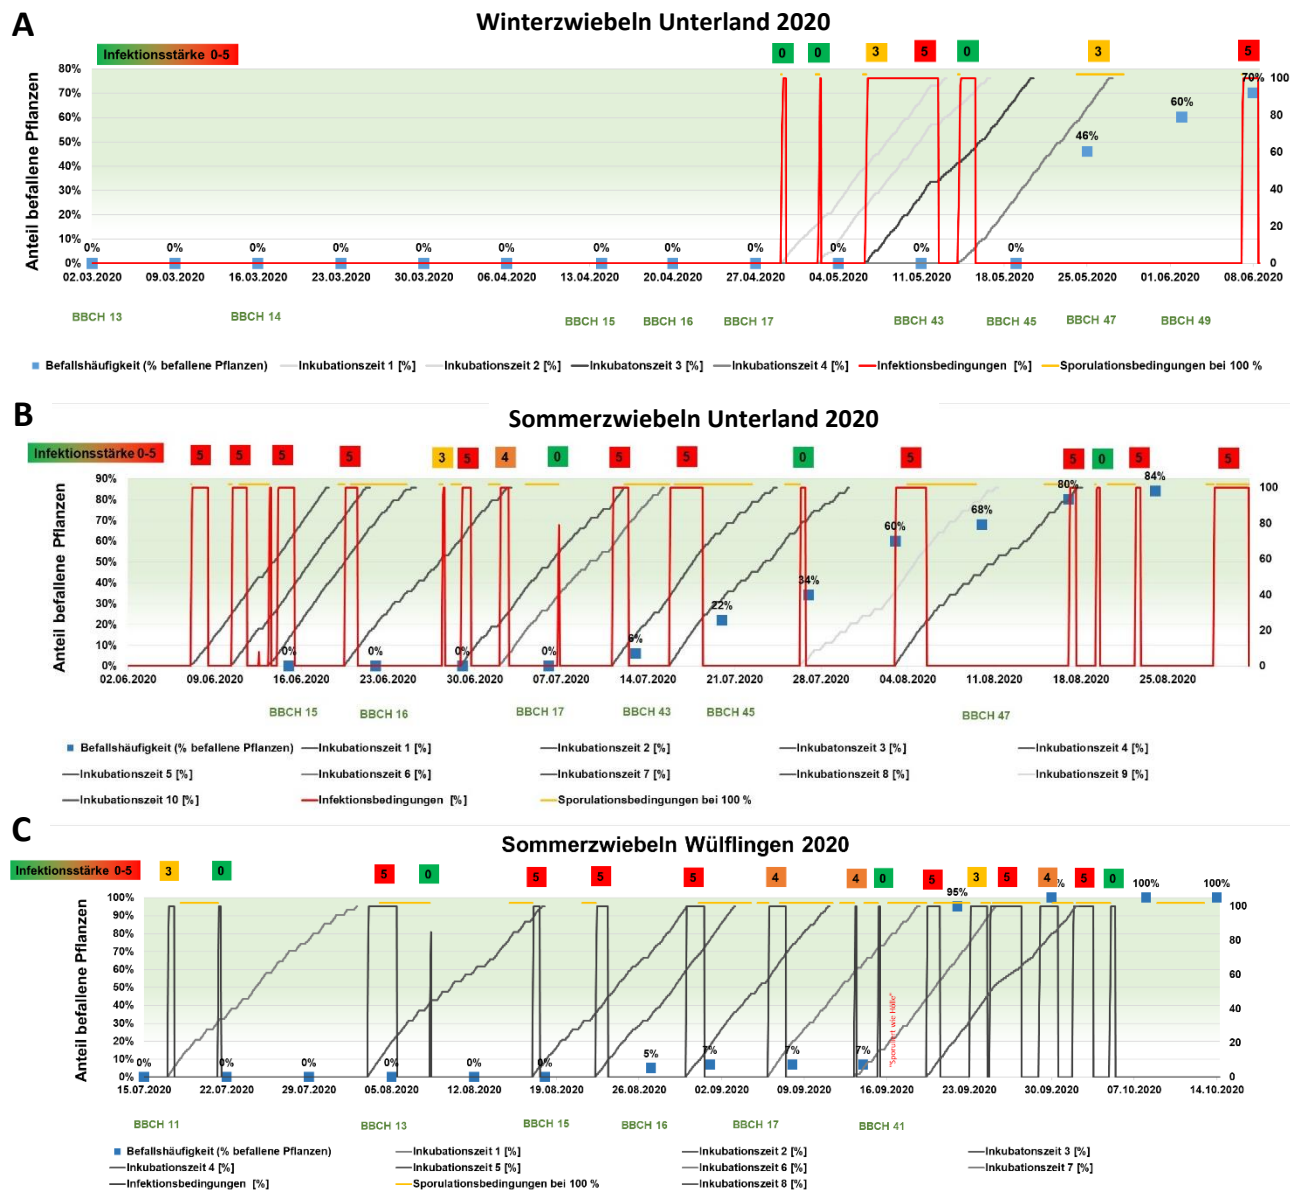 A
Winterzwiebeln Unterland 2020
Infektionsstärke 0-5
0 0 3 5 0 3 5
80% 100
70% 70%
60% 80
50% 60% 60
40% 46%
30% 40
20%
10% 20
0% 0
Anteil befallene Pflanzen
0% 0% 0% 0% 0% 0% 0% 0% 0% 0% 0% 0%
02.03.2020 09.03.2020 16.03.2020 23.03.2020 30.03.2020 06.04.2020 13.04.2020 20.04.2020 27.04.2020 04.05.2020 11.05.2020 18.05.2020 25.05.2020 01.06.2020 08.06.2020
BBCH 13 BBCH 14 BBCH 15 BBCH 16 BBCH 17 BBCH 43 BBCH 45 BBCH 47 BBCH 49
Befallshäufigkeit (% befallene Pflanzen) Inkubationszeit 1 [%] Inkubationszeit 2 [%] Inkubatonszeit 3 [%] Inkubationszeit 4 [%] Infektionsbedingungen [%] Sporulationsbedingungen bei 100 %
B
Sommerzwiebeln Unterland 2020
Infektionsstärke 0-5
5 5 5 5 3 5 4 0 5 5 0 5 5 0 5 5
90% 100
80% 80
70%
60% 60
50%
40% 40
30%
20% 20
10%
0% 0
Anteil befallene Pflanzen
0% 0% 0% 0% 6% 22% 34% 60% 68% 80% 84%
02.06.2020 09.06.2020 16.06.2020 23.06.2020 30.06.2020 07.07.2020 14.07.2020 21.07.2020 28.07.2020 04.08.2020 11.08.2020 18.08.2020 25.08.2020
BBCH 15 BBCH 16 BBCH 17 BBCH 43 BBCH 45 BBCH 47
Befallshäufigkeit (% befallene Pflanzen) Inkubationszeit 1 [%] Inkubationszeit 2 [%] Inkubatonszeit 3 [%] Inkubationszeit 4 [%]
Inkubationszeit 5 [%] Inkubationszeit 6 [%] Inkubationszeit 7 [%] Inkubationszeit 8 [%] Inkubationszeit 9 [%]
Inkubationszeit 10 [%] Infektionsbedingungen [%] Sporulationsbedingungen bei 100 %
C
Sommerzwiebeln Wülflingen 2020
Infektionsstärke 0-5
3 0 5 0 5 5 5 4 4 0 5 3 5 4 5 0
100% 100
90%
80% 80
70%
60% 60
50%
40% 40
30%
20% 20
10%
0% 0
Anteil befallene Pflanzen
0% 0% 0% 0% 0% 0% 5% 7% 7% 7% 95% 100% 100%
"Sporuliert wie Hölle"
15.07.2020 22.07.2020 29.07.2020 05.08.2020 12.08.2020 19.08.2020 26.08.2020 02.09.2020 09.09.2020 16.09.2020 23.09.2020 30.09.2020 07.10.2020 14.10.2020
BBCH 11 BBCH 13 BBCH 15 BBCH 16 BBCH 17 BBCH 41
Befallshäufigkeit (% befallene Pflanzen) Inkubationszeit 1 [%] Inkubationszeit 2 [%] Inkubatonszeit 3 [%]
Inkubationszeit 4 [%] Inkubationszeit 5 [%] Inkubationszeit 6 [%] Inkubationszeit 7 [%]
Infektionsbedingungen [%] Sporulationsbedingungen bei 100 % Inkubationszeit 8 [%]